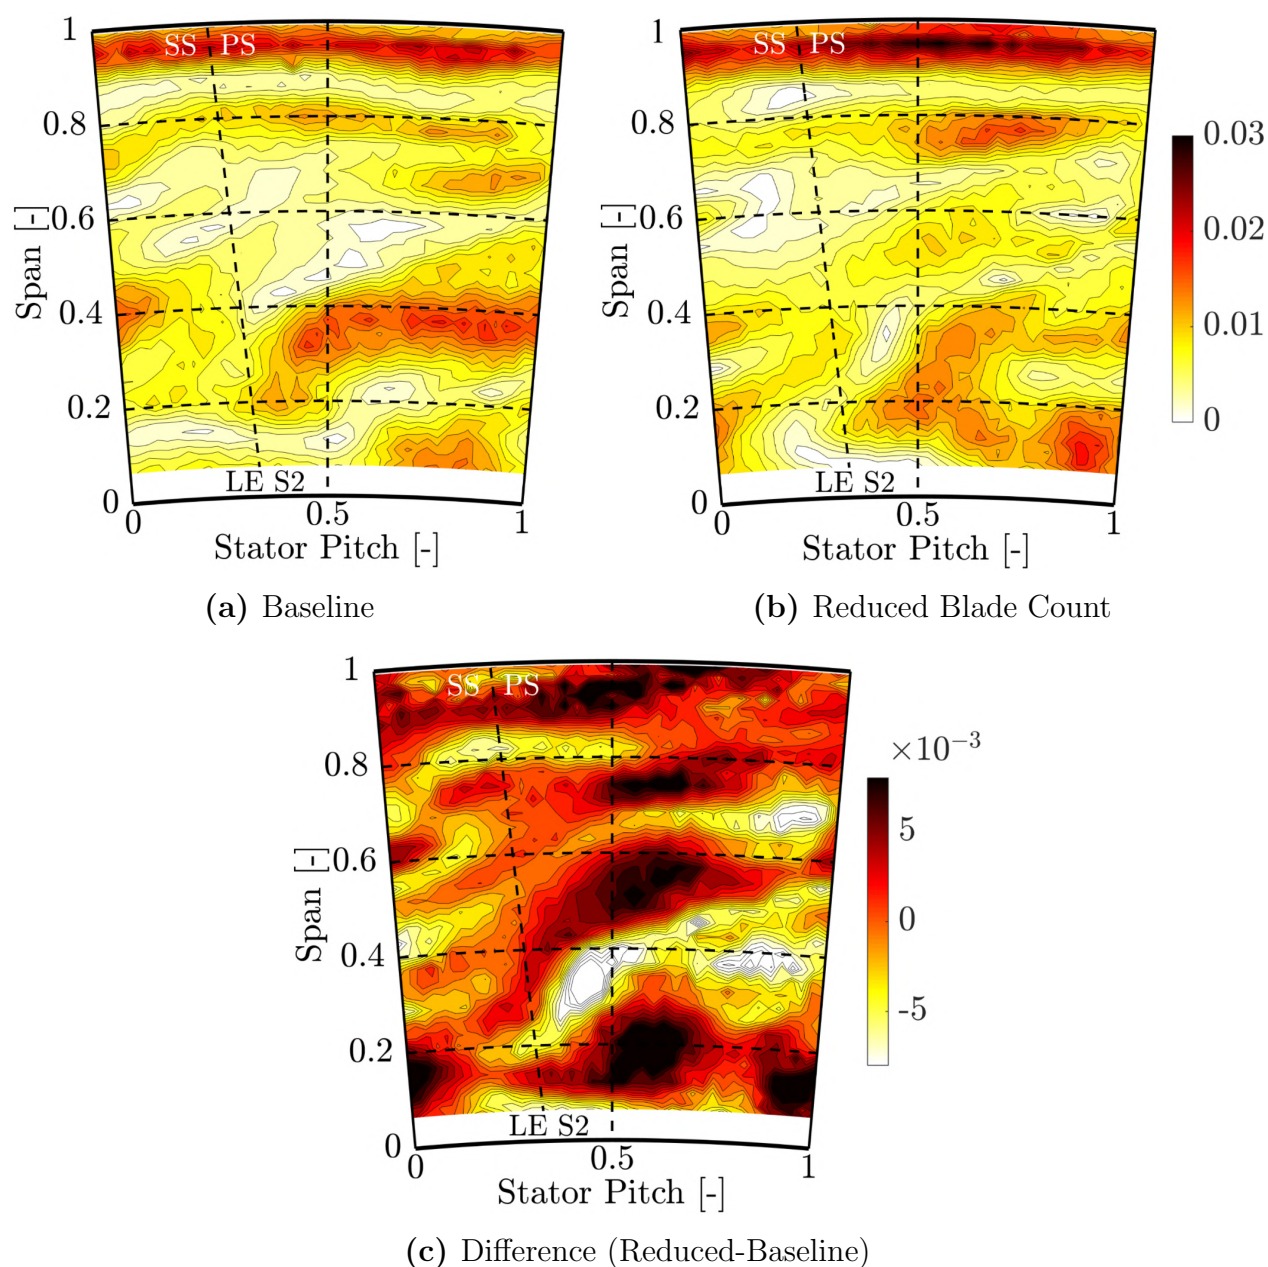 1
SS PS
0.8
0.6
0.4
0.2
0
LE S2
0 0.5 1
Span [-]
Stator Pitch [-]
(a) Baseline
1
SS PS
0.8
0.6
0.4
0.2
0
LE S2
0 0.5 1
Span [-]
Stator Pitch [-]
0.03
0.02
0.01
0
(b) Reduced Blade Count
1
SS PS
0.8
0.6
0.4
0.2
0
LE S2
0 0.5 1
Span [-]
Stator Pitch [-]
×10⁻³
5
0
-5
(c) Difference (Reduced-Baseline)